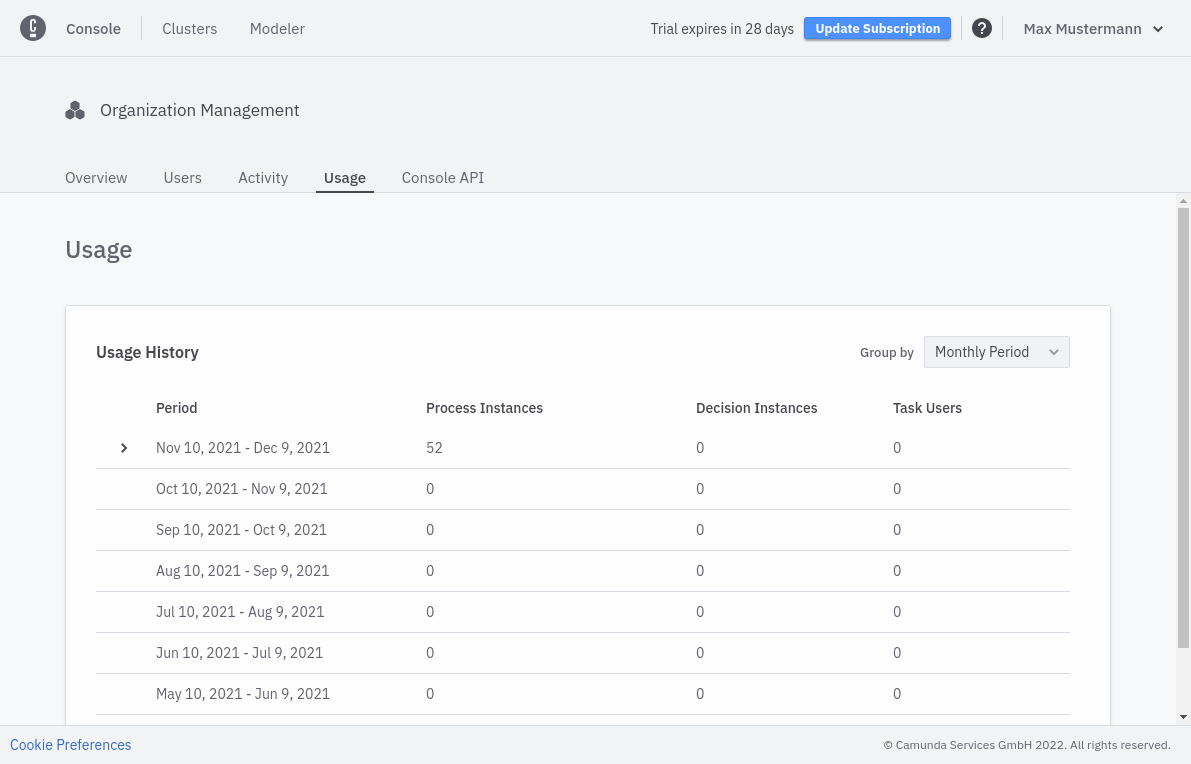 Console Clusters Modeler Trial expires in 28 days Update Subscription ? Max Mustermann
Organization Management
Overview Users Activity Usage Console API
Usage
Usage History Group by Monthly Period
Period Process Instances Decision Instances Task Users
Nov 10, 2021 - Dec 9, 2021 52 0 0
Oct 10, 2021 - Nov 9, 2021 0 0 0
Sep 10, 2021 - Oct 9, 2021 0 0 0
Aug 10, 2021 - Sep 9, 2021 0 0 0
Jul 10, 2021 - Aug 9, 2021 0 0 0
Jun 10, 2021 - Jul 9, 2021 0 0 0
May 10, 2021 - Jun 9, 2021 0 0 0
Cookie Preferences © Camunda Services GmbH 2022. All rights reserved.